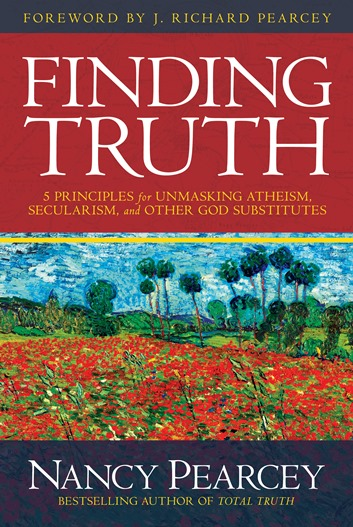 FOREWORD BY J. RICHARD PEARCEY
FINDING
TRUTH
5 PRINCIPLES for UNMASKING ATHEISM,
SECULARISM, and OTHER GOD SUBSTITUTES
NANCY PEARCEY
BESTSELLING AUTHOR OF TOTAL TRUTH